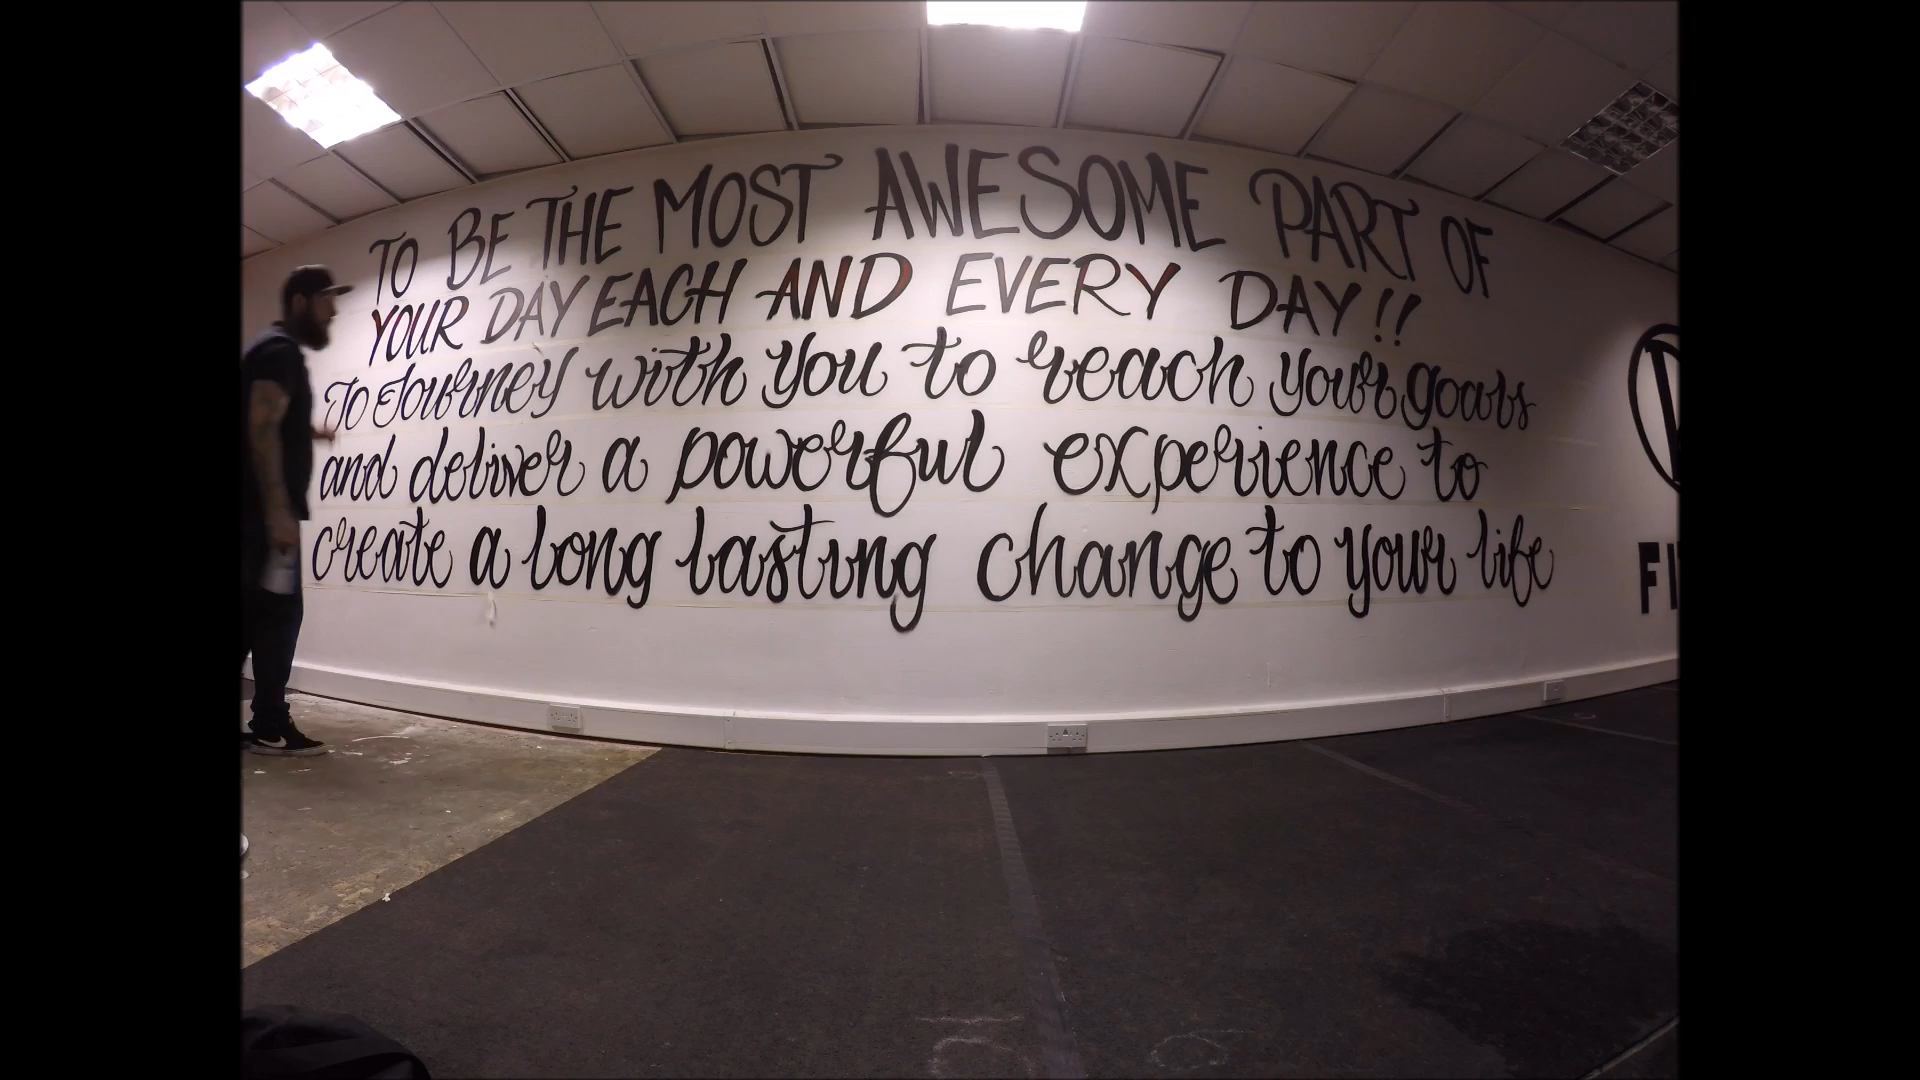 TO BE THE MOST AWESOME PART OF
YOUR DAY EACH AND EVERY DAY!!
To Journey with you to reach your goals
and deliver a powerful experience to
create a long lasting change to your life